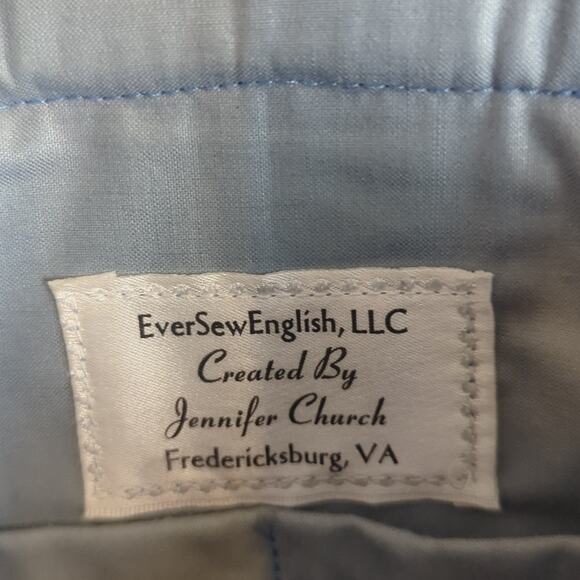 EverSewEnglish, LLC
Created By
Jennifer Church
Fredericksburg, VA